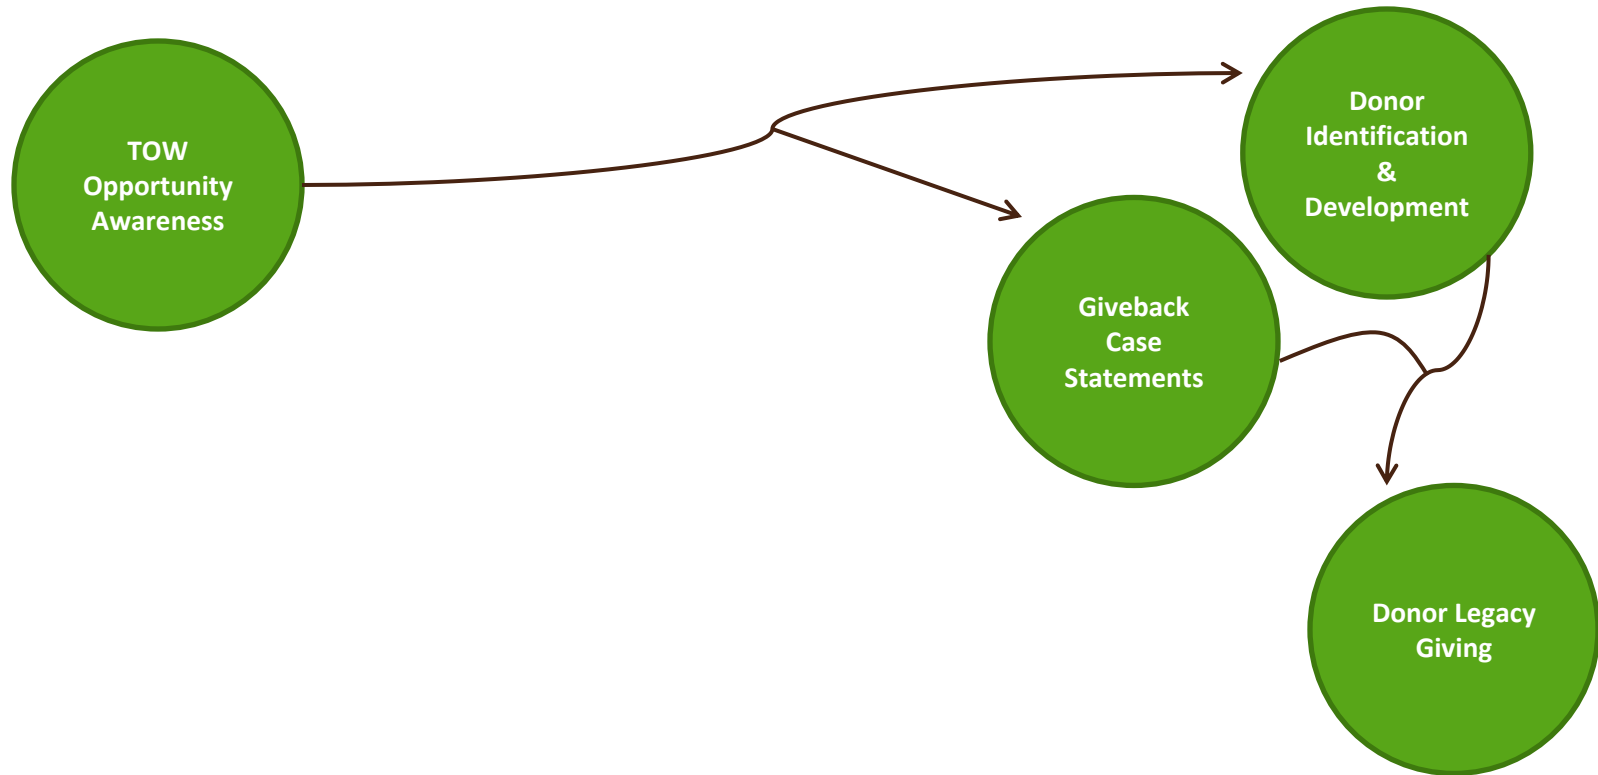 TOW
Opportunity
Awareness
Donor
Identification
&
Development
Giveback
Case
Statements
Donor Legacy
Giving